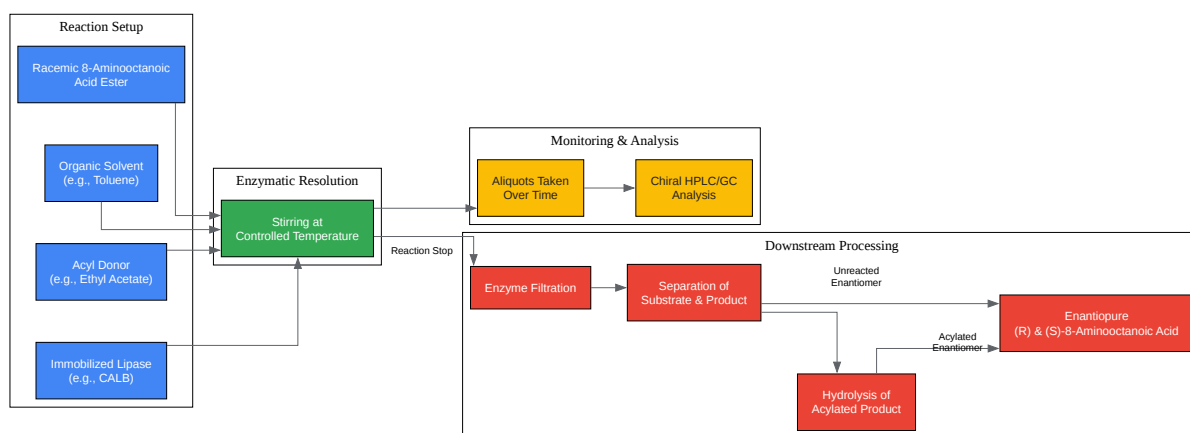 Reaction Setup
Racemic 8-Aminooctanoic
Acid Ester
Organic Solvent
(e.g., Toluene)
Acyl Donor
(e.g., Ethyl Acetate)
Immobilized Lipase
(e.g., CALB)
Enzymatic Resolution
Stirring at
Controlled Temperature
Monitoring & Analysis
Aliquots Taken
Over Time
Chiral HPLC/GC
Analysis
Reaction Stop
Downstream Processing
Enzyme Filtration
Separation of
Substrate & Product
Unreacted
Enantiomer
Acylated
Enantiomer
Hydrolysis of
Acylated Product
Enantiopure
(R) & (S)-8-Aminooctanoic Acid